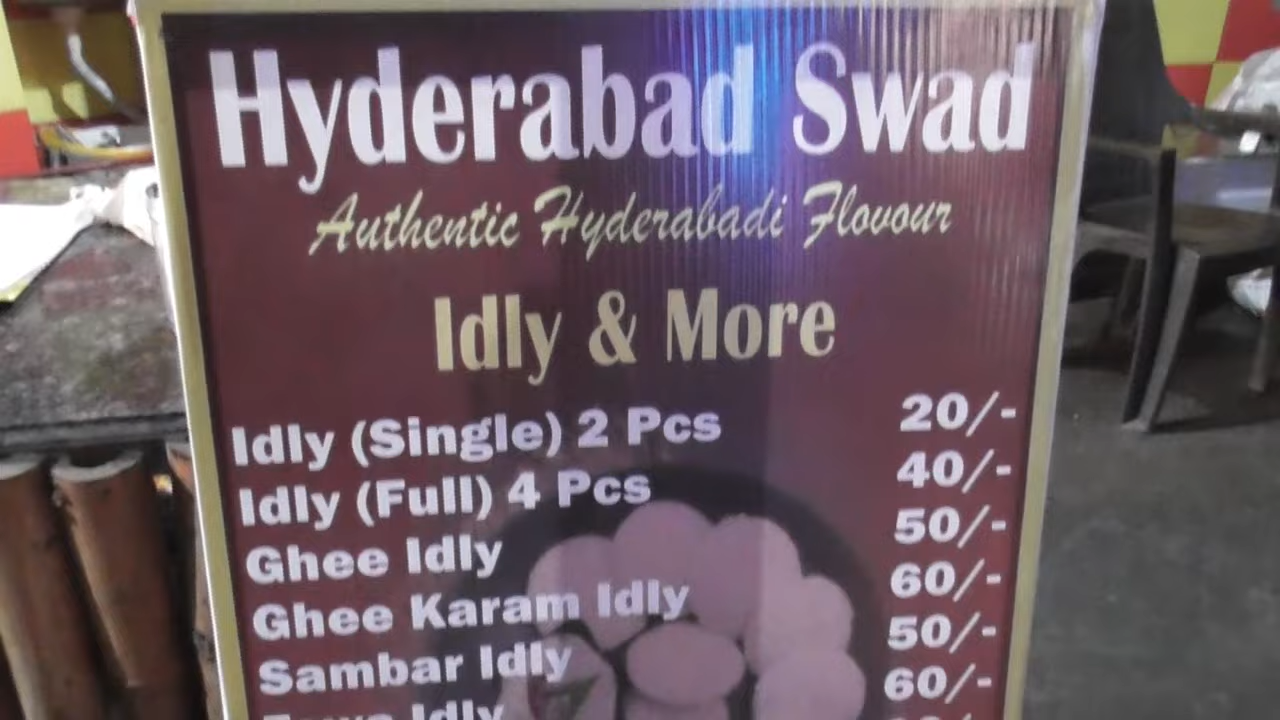 Hyderabad Swad
Authentic Hyderabadi Flovour
Idly & More
Idly (Single) 2 Pcs 20/-
Idly (Full) 4 Pcs 40/-
Ghee Idly 50/-
Ghee Karam Idly 60/-
Sambar Idly 50/-
Idly 60/-